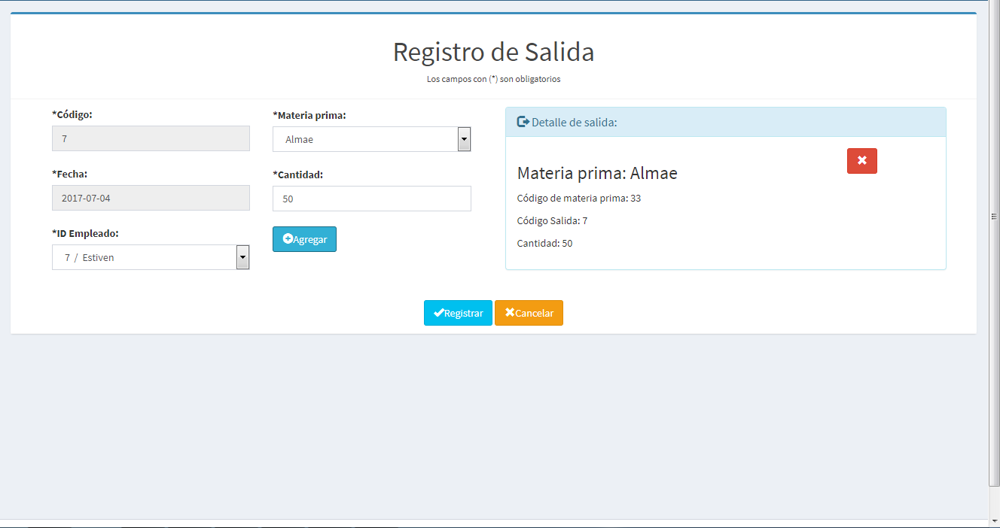 Registro de Salida
Los campos con (*) son obligatorios
*Código:
7
*Fecha:
2017-07-04
*ID Empleado:
7 / Estiven
*Materia prima:
Almae
*Cantidad:
50
Agregar
Detalle de salida:
Materia prima: Almae
Código de materia prima: 33
Código Salida: 7
Cantidad: 50
Registrar
Cancelar